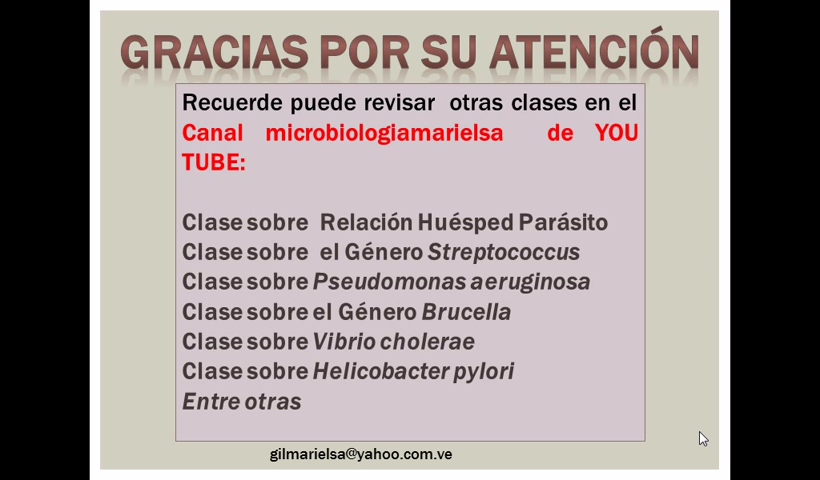 GRACIAS POR SU ATENCIÓN
Recuerde puede revisar otras clases en el
Canal microbiologiamarielsa de YOU
TUBE:
Clase sobre Relación Huésped Parásito
Clase sobre el Género Streptococcus
Clase sobre Pseudomonas aeruginosa
Clase sobre el Género Brucella
Clase sobre Vibrio cholerae
Clase sobre Helicobacter pylori
Entre otras
gilmarielsa@yahoo.com.ve